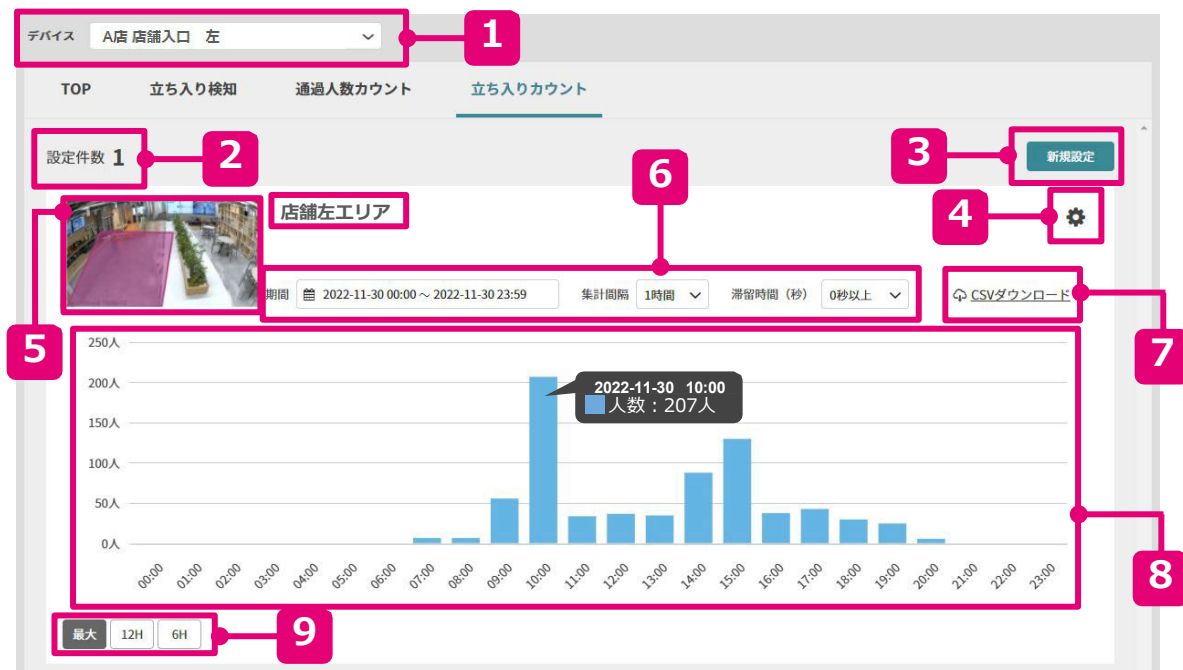 デバイス A店 店舗入口 左
1
TOP 立ち入り検知 通過人数カウント 立ち入りカウント
設定件数 1
2
3
新規設定
6
4
店舗左エリア
期間 2022-11-30 00:00 ~ 2022-11-30 23:59 集計間隔 1時間 滞留時間（秒） 0秒以上 CSVダウンロード
5
7
250人
200人
150人
100人
50人
0人
2022-11-30 10:00
人数：207人
00:00 01:00 02:00 03:00 04:00 05:00 06:00 07:00 08:00 09:00 10:00 11:00 12:00 13:00 14:00 15:00 16:00 17:00 18:00 19:00 20:00 21:00 22:00 23:00
8
最大 12H 6H
9